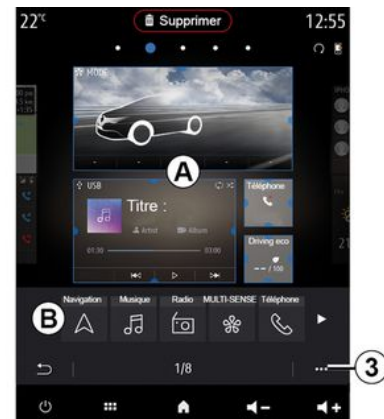 22°C
Supprimer
12:55
MODE
A
USB
Téléphone
Titre :
Artist
Album
01:30
03:00
Driving eco
-- / 100
B
Navigation
Musique
Radio
MULTI-SENSE
Téléphone
1/8
3